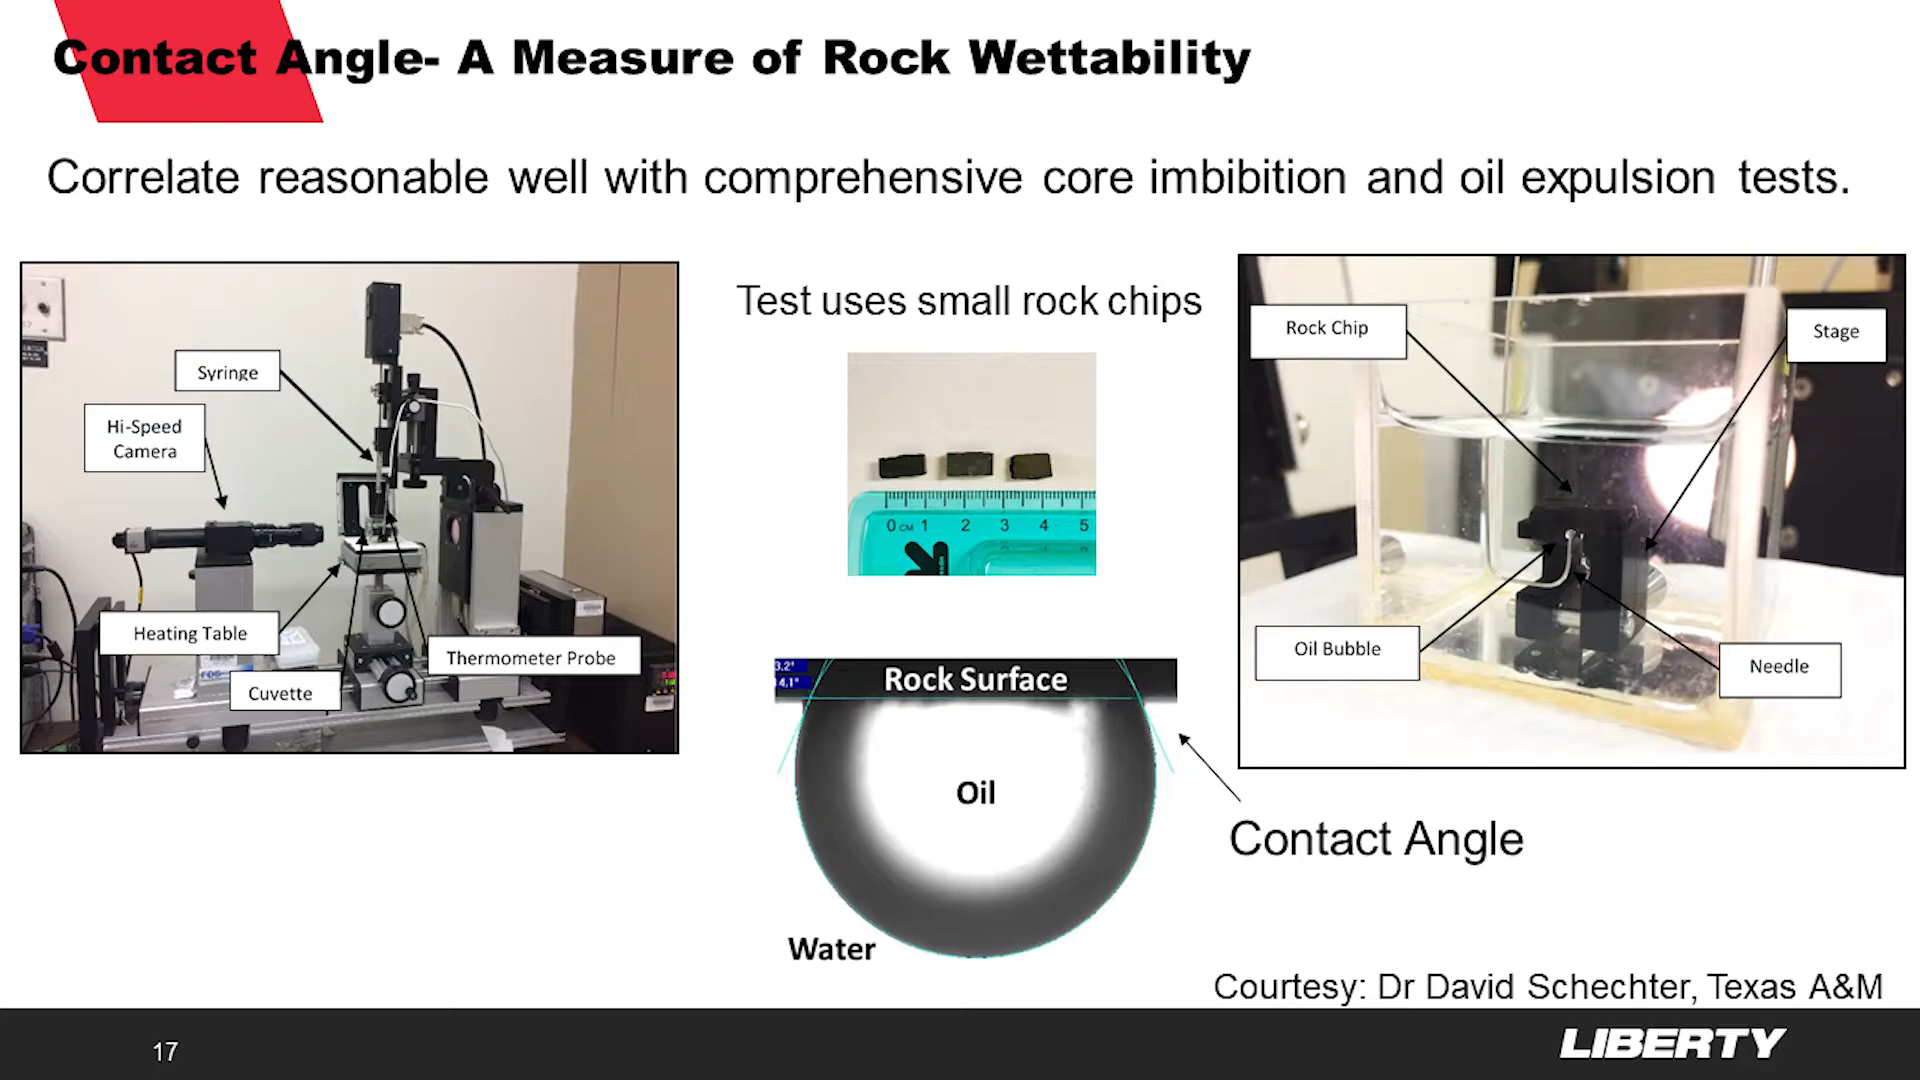 Contact Angle- A Measure of Rock Wettability
Correlate reasonable well with comprehensive core imbibition and oil expulsion tests.
Syringe
Hi-Speed
Camera
Heating Table
Thermometer Probe
Cuvette
Test uses small rock chips
0 CM 1 2 3 4 5
Rock Surface
Oil
Water
Contact Angle
Rock Chip
Stage
Oil Bubble
Needle
Courtesy: Dr David Schechter, Texas A&M
17
LIBERTY